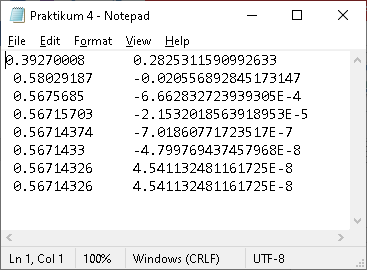 Praktikum 4 - Notepad
File Edit Format View Help
0.39270008 0.2825311590992633
0.58029187 -0.020556892845173147
0.5675685 -6.662832723939305E-4
0.56715703 -2.1532018563918953E-5
0.56714374 -7.01860771723517E-7
0.5671433 -4.799769437457968E-8
0.56714326 4.541132481161725E-8
0.56714326 4.541132481161725E-8
Ln 1, Col 1 100% Windows (CRLF) UTF-8